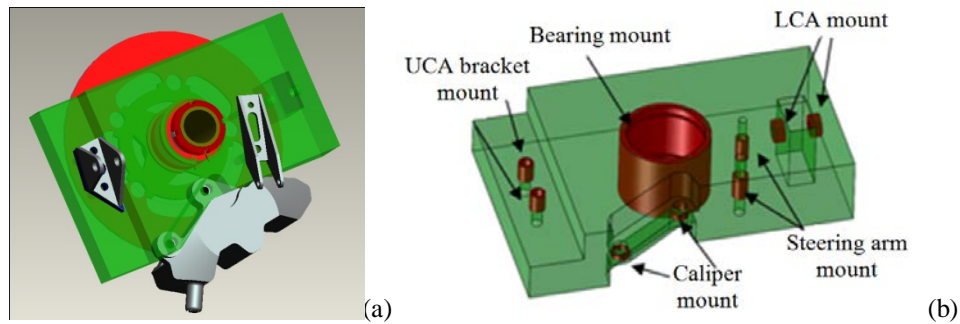 Bearing mount
LCA mount
UCA bracket
mount
Steering arm
mount
Caliper
mount
(a)
(b)